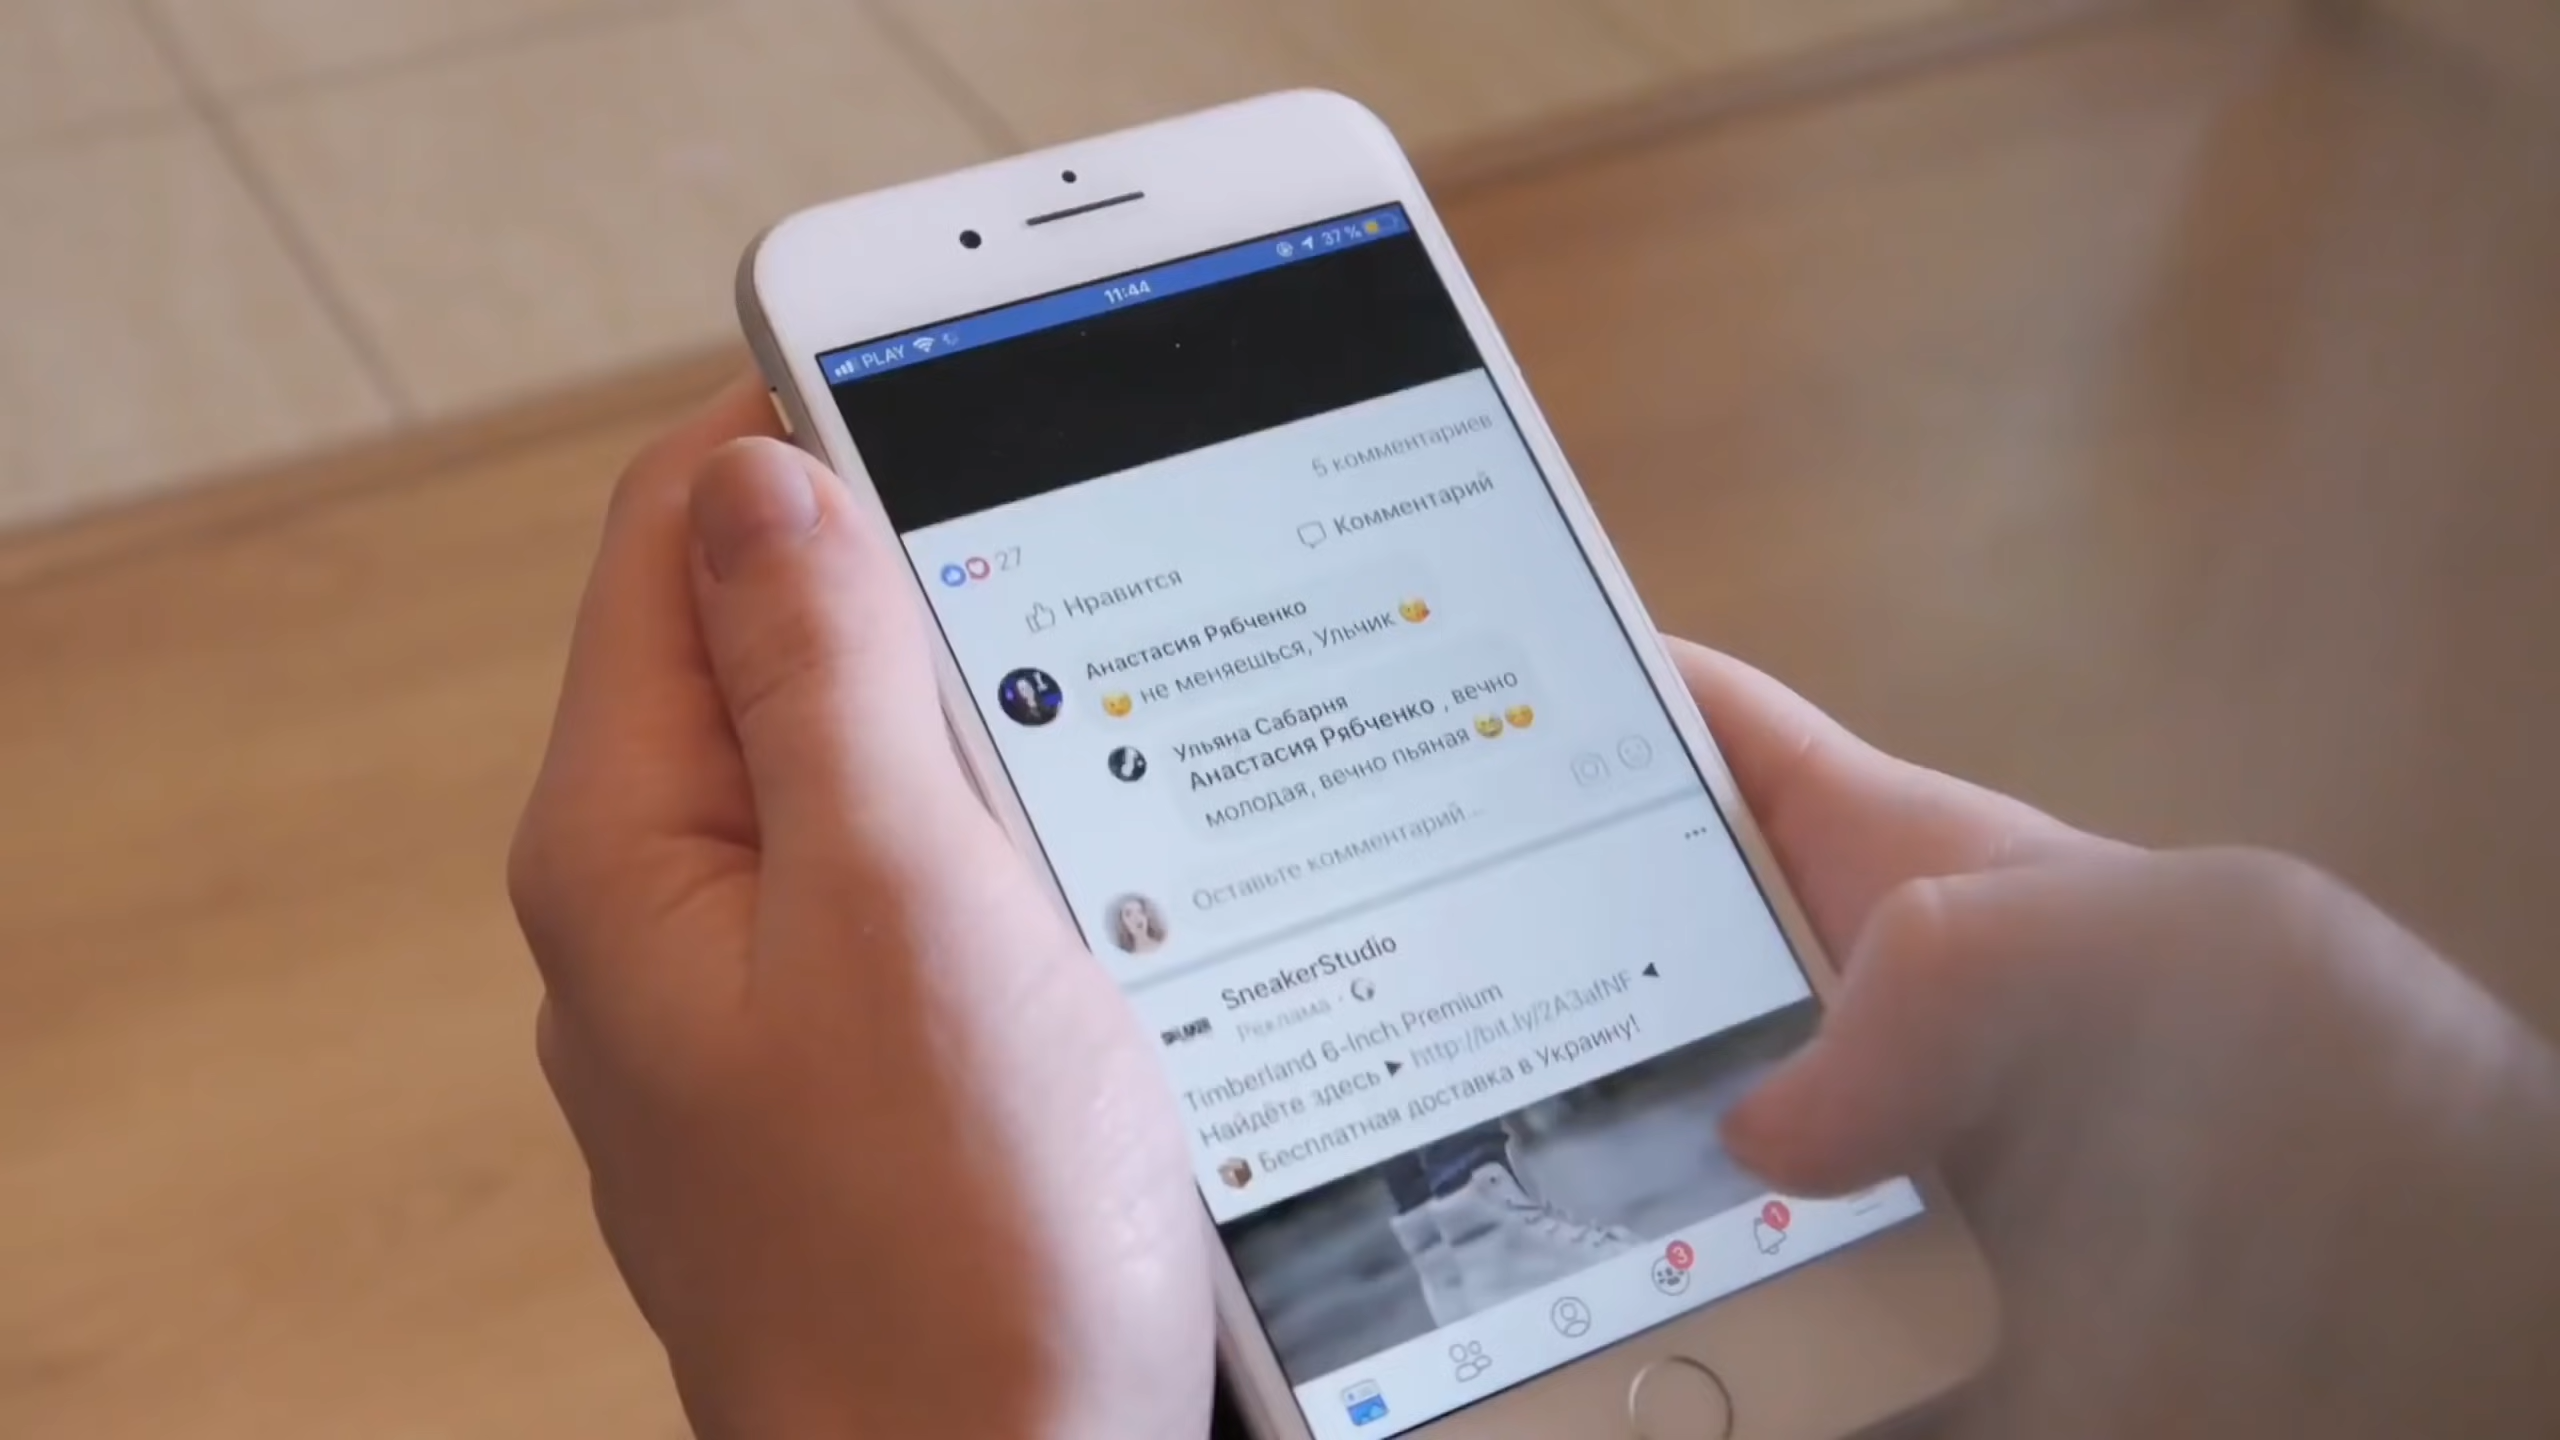 PLAY
11:44
37 %
5 комментариев
27
Нравится
Комментарий
Анастасия Рябченко
😉 не меняешься, Ульчик 😘
Ульяна Сабарня
Анастасия Рябченко , вечно
молодая, вечно пьяная 😂😊
Оставьте комментарий...
SneakerStudio
Реклама ·
Timberland 6-Inch Premium
Найдёте здесь ► http://bit.ly/2A3afNF ◄
📦 Бесплатная доставка в Украину!
3
1